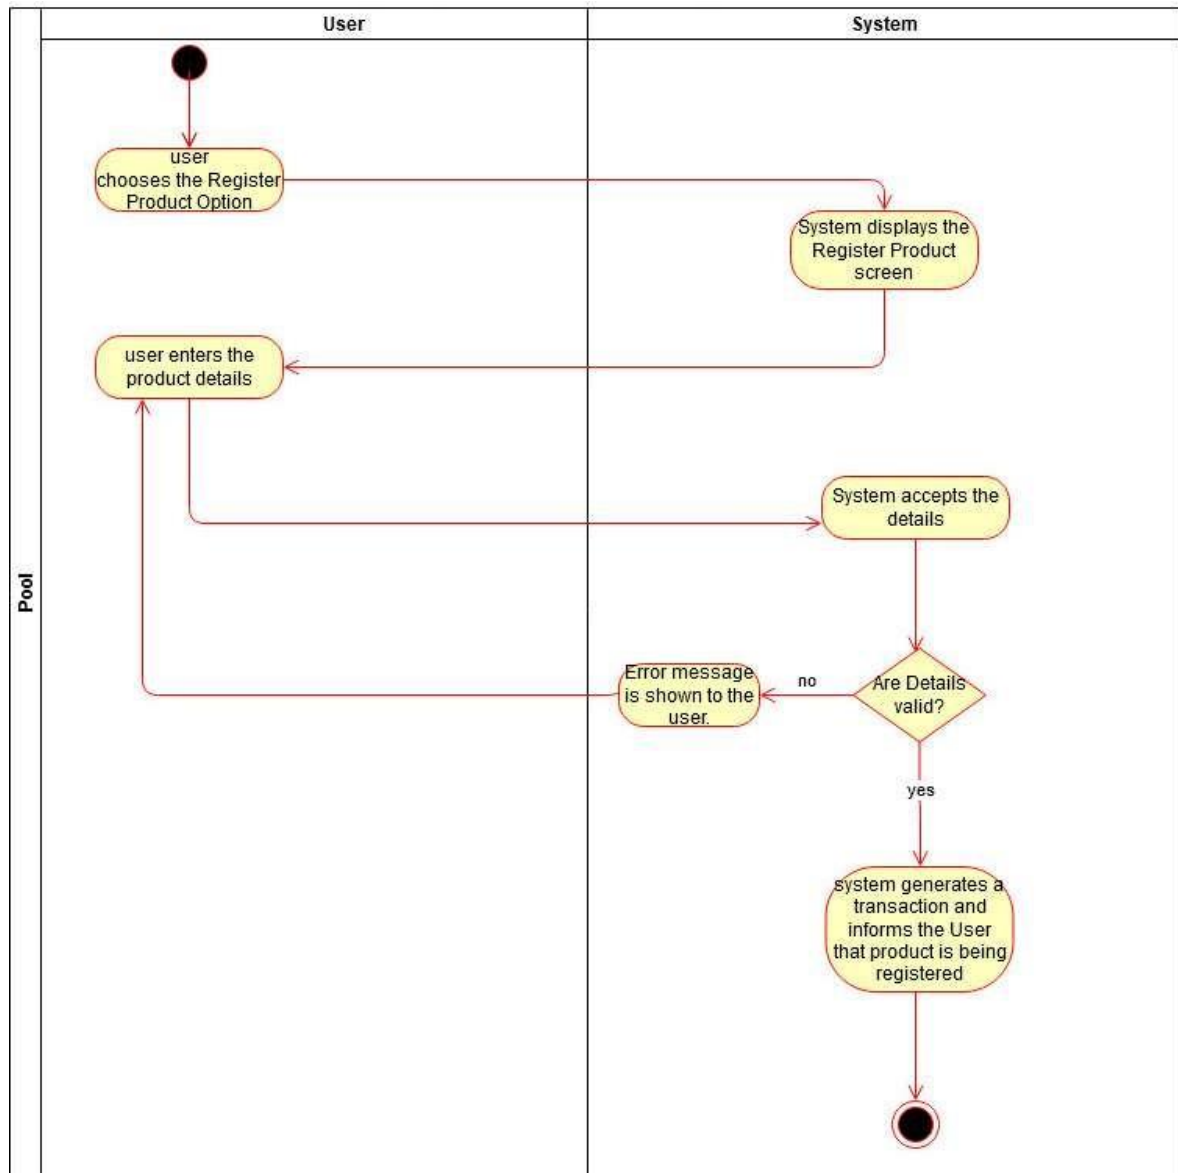 User
System
user
chooses the Register
Product Option
System displays the
Register Product
screen
user enters the
product details
System accepts the
details
Pool
Error message
is shown to the
user.
no
Are Details
valid?
yes
system generates a
transaction and
informs the User
that product is being
registered